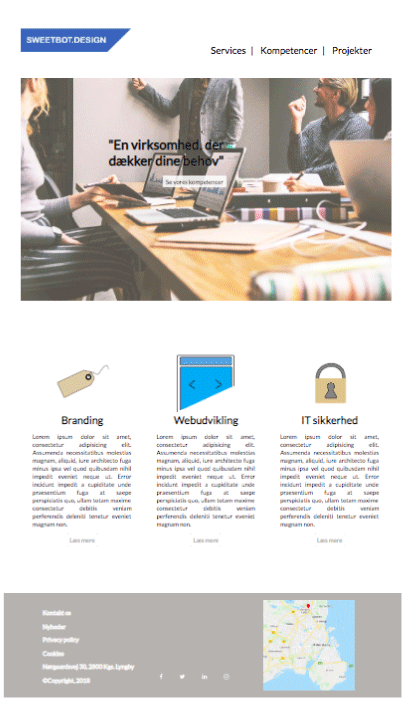 SWEETBOT.DESIGN
Services | Kompetencer | Projekter
"En virksomhed, der
dækker dine behov"
Se vores kompetencer
Branding
Lorem ipsum dolor sit amet,
consectetur adipisicing elit.
Assumenda necessitatibus molestias
magnam, aliquid, iure architecto fuga
minus ipsa vel quod quibusdam nihil
impedit eveniet neque ut. Error
incidunt impedit a cupiditate unde
praesentium fuga at saepe
perspiciatis quo, ullam totam maxime
consectetur debitis veniam
perferendis deleniti tenetur eveniet
magnam non.
Læs mere
Webudvikling
Lorem ipsum dolor sit amet,
consectetur adipisicing elit.
Assumenda necessitatibus molestias
magnam, aliquid, iure architecto fuga
minus ipsa vel quod quibusdam nihil
impedit eveniet neque ut. Error
incidunt impedit a cupiditate unde
praesentium fuga at saepe
perspiciatis quo, ullam totam maxime
consectetur debitis veniam
perferendis deleniti tenetur eveniet
magnam non.
Læs mere
IT sikkerhed
Lorem ipsum dolor sit amet,
consectetur adipisicing elit.
Assumenda necessitatibus molestias
magnam, aliquid, iure architecto fuga
minus ipsa vel quod quibusdam nihil
impedit eveniet neque ut. Error
incidunt impedit a cupiditate unde
praesentium fuga at saepe
perspiciatis quo, ullam totam maxime
consectetur debitis veniam
perferendis deleniti tenetur eveniet
magnam non.
Læs mere
Kontakt os
Nyheder
Privacy policy
Cookies
Nørgaardsvej 30, 2800 Kgs. Lyngby
©Copyright, 2018